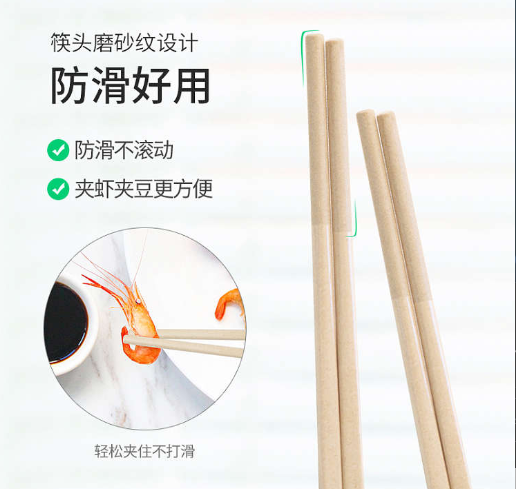 筷头磨砂纹设计
防滑好用
防滑不滚动
夹虾夹豆更方便
轻松夹住不打滑